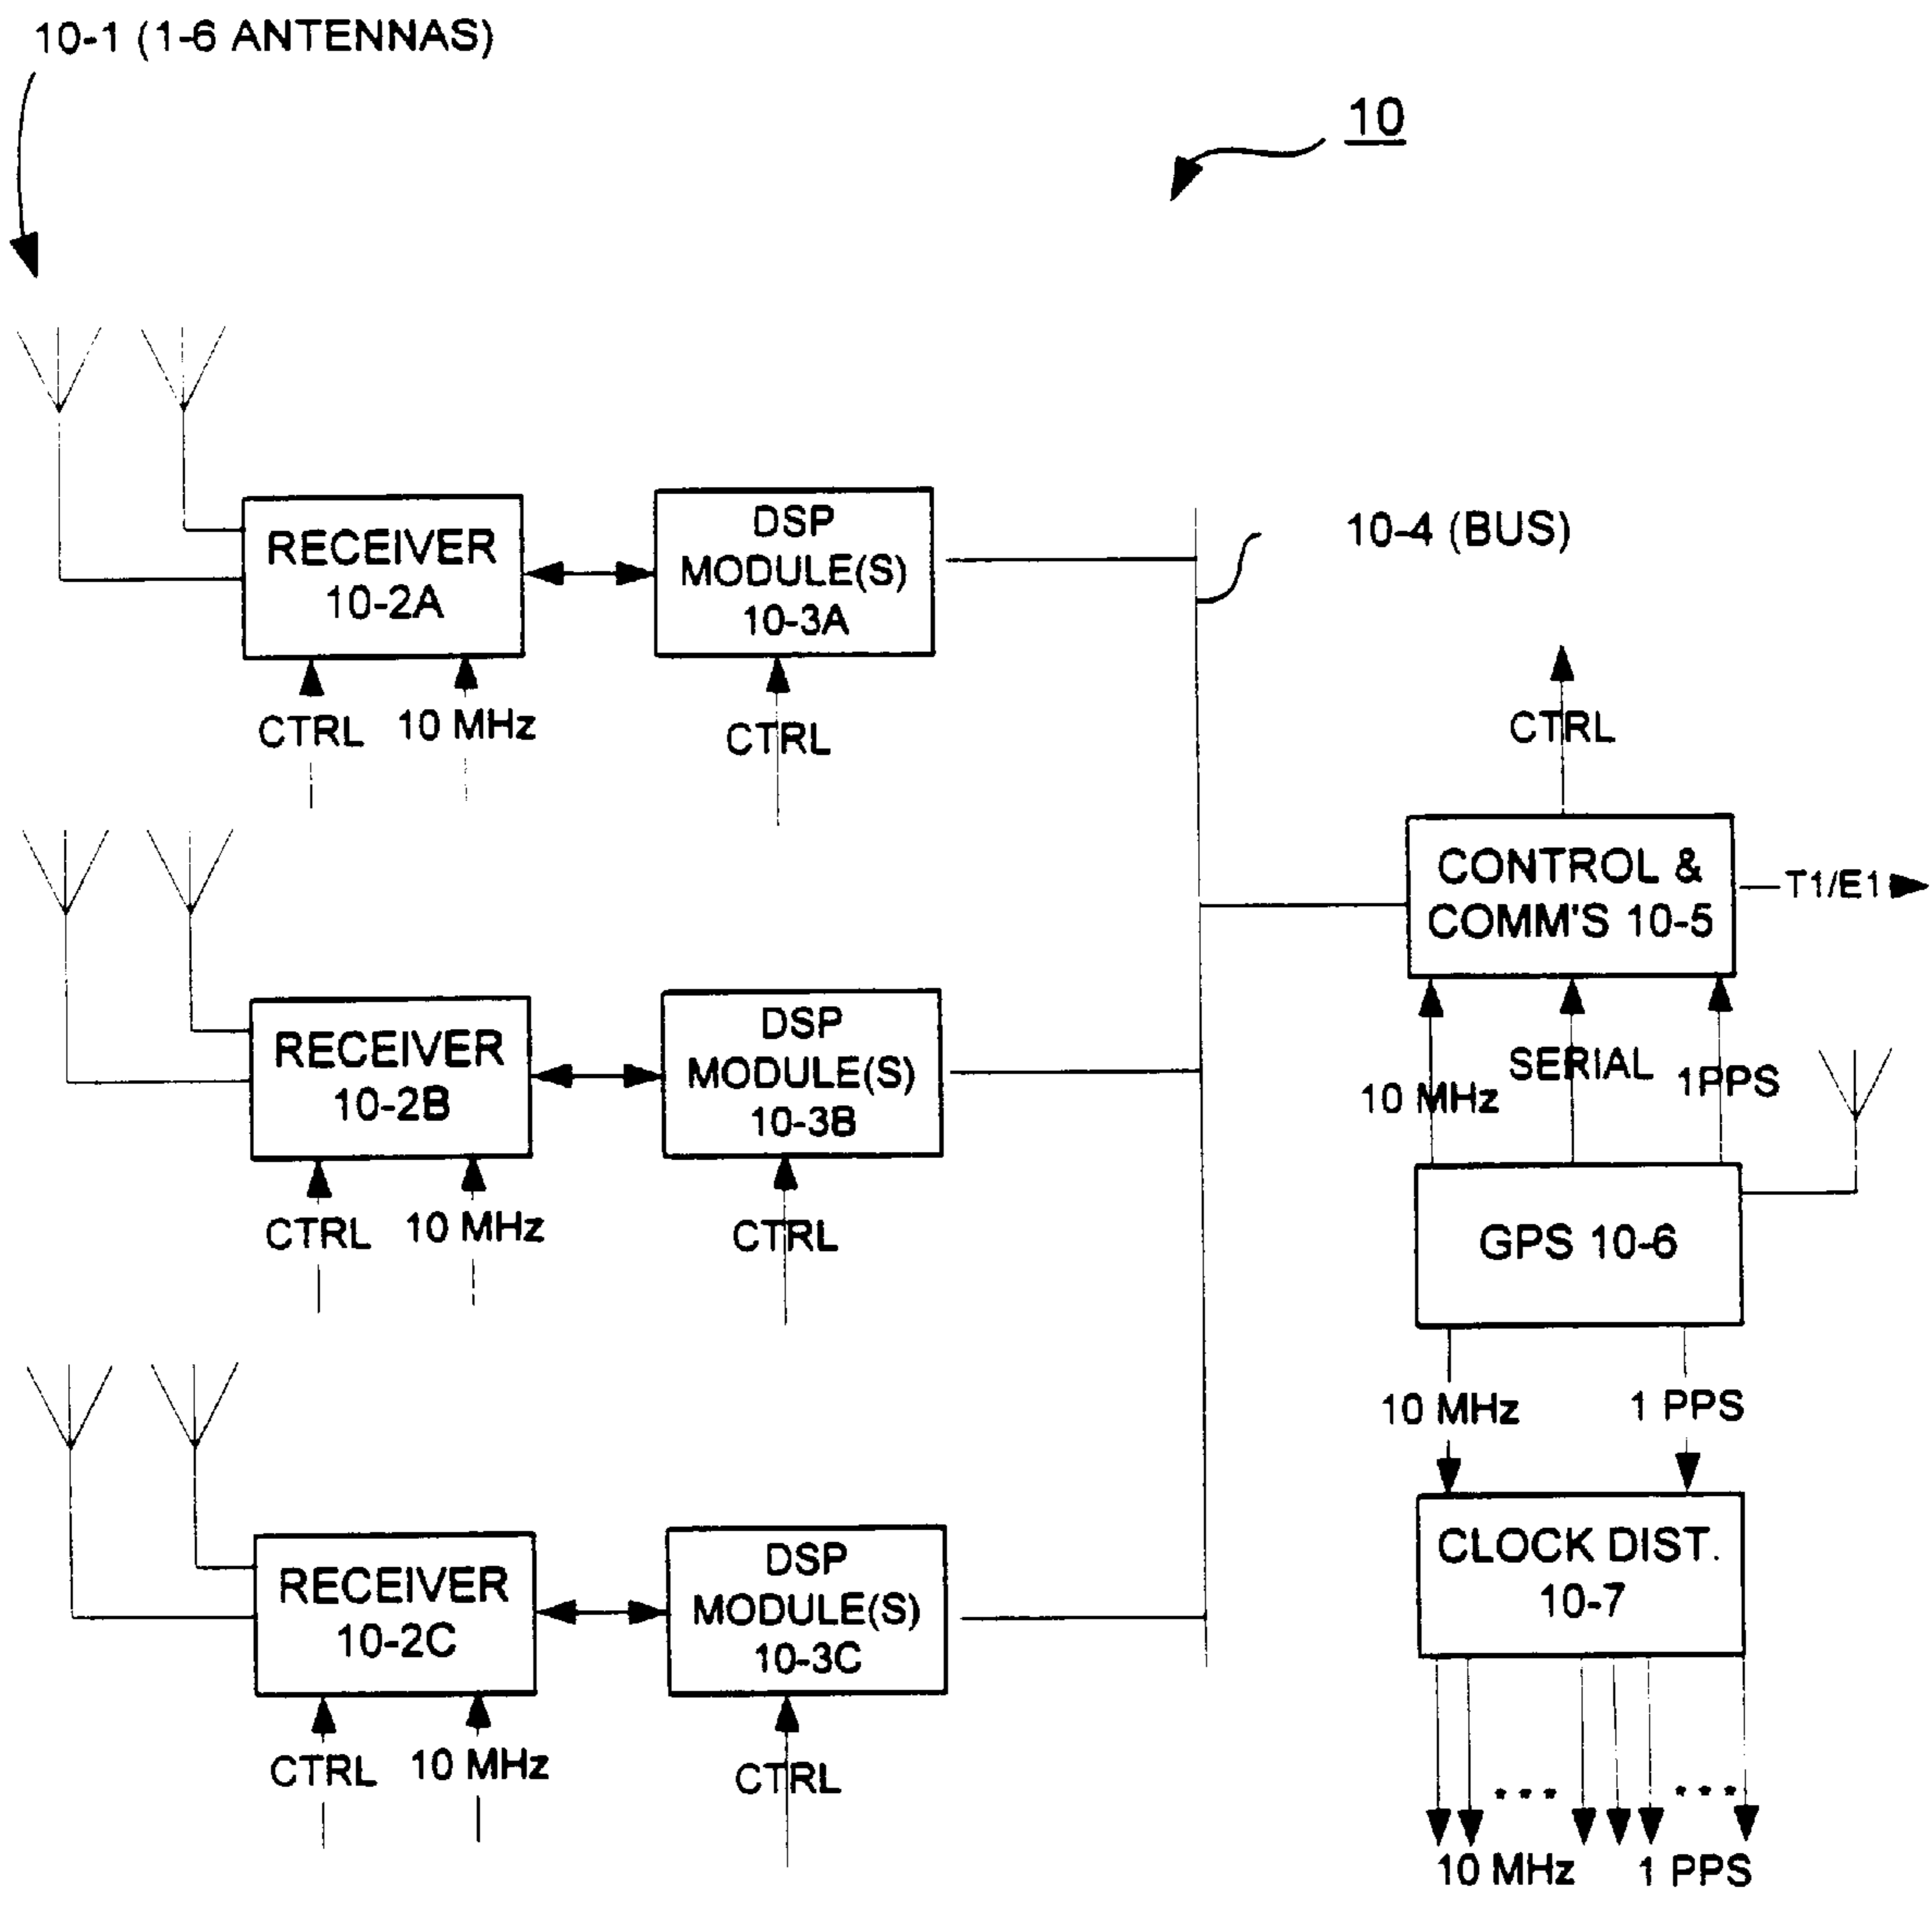 10-1 (1-6 ANTENNAS)
10
RECEIVER
10-2A
DSP
MODULE(S)
10-3A
10-4 (BUS)
CTRL
10 MHz
CTRL
CTRL
CONTROL &
COMM'S 10-5
T1/E1
RECEIVER
10-2B
DSP
MODULE(S)
10-3B
10 MHz
SERIAL
1PPS
CTRL
10 MHz
CTRL
GPS 10-6
10 MHz
1 PPS
RECEIVER
10-2C
DSP
MODULE(S)
10-3C
CLOCK DIST.
10-7
CTRL
10 MHz
CTRL
...
...
10 MHz
1 PPS